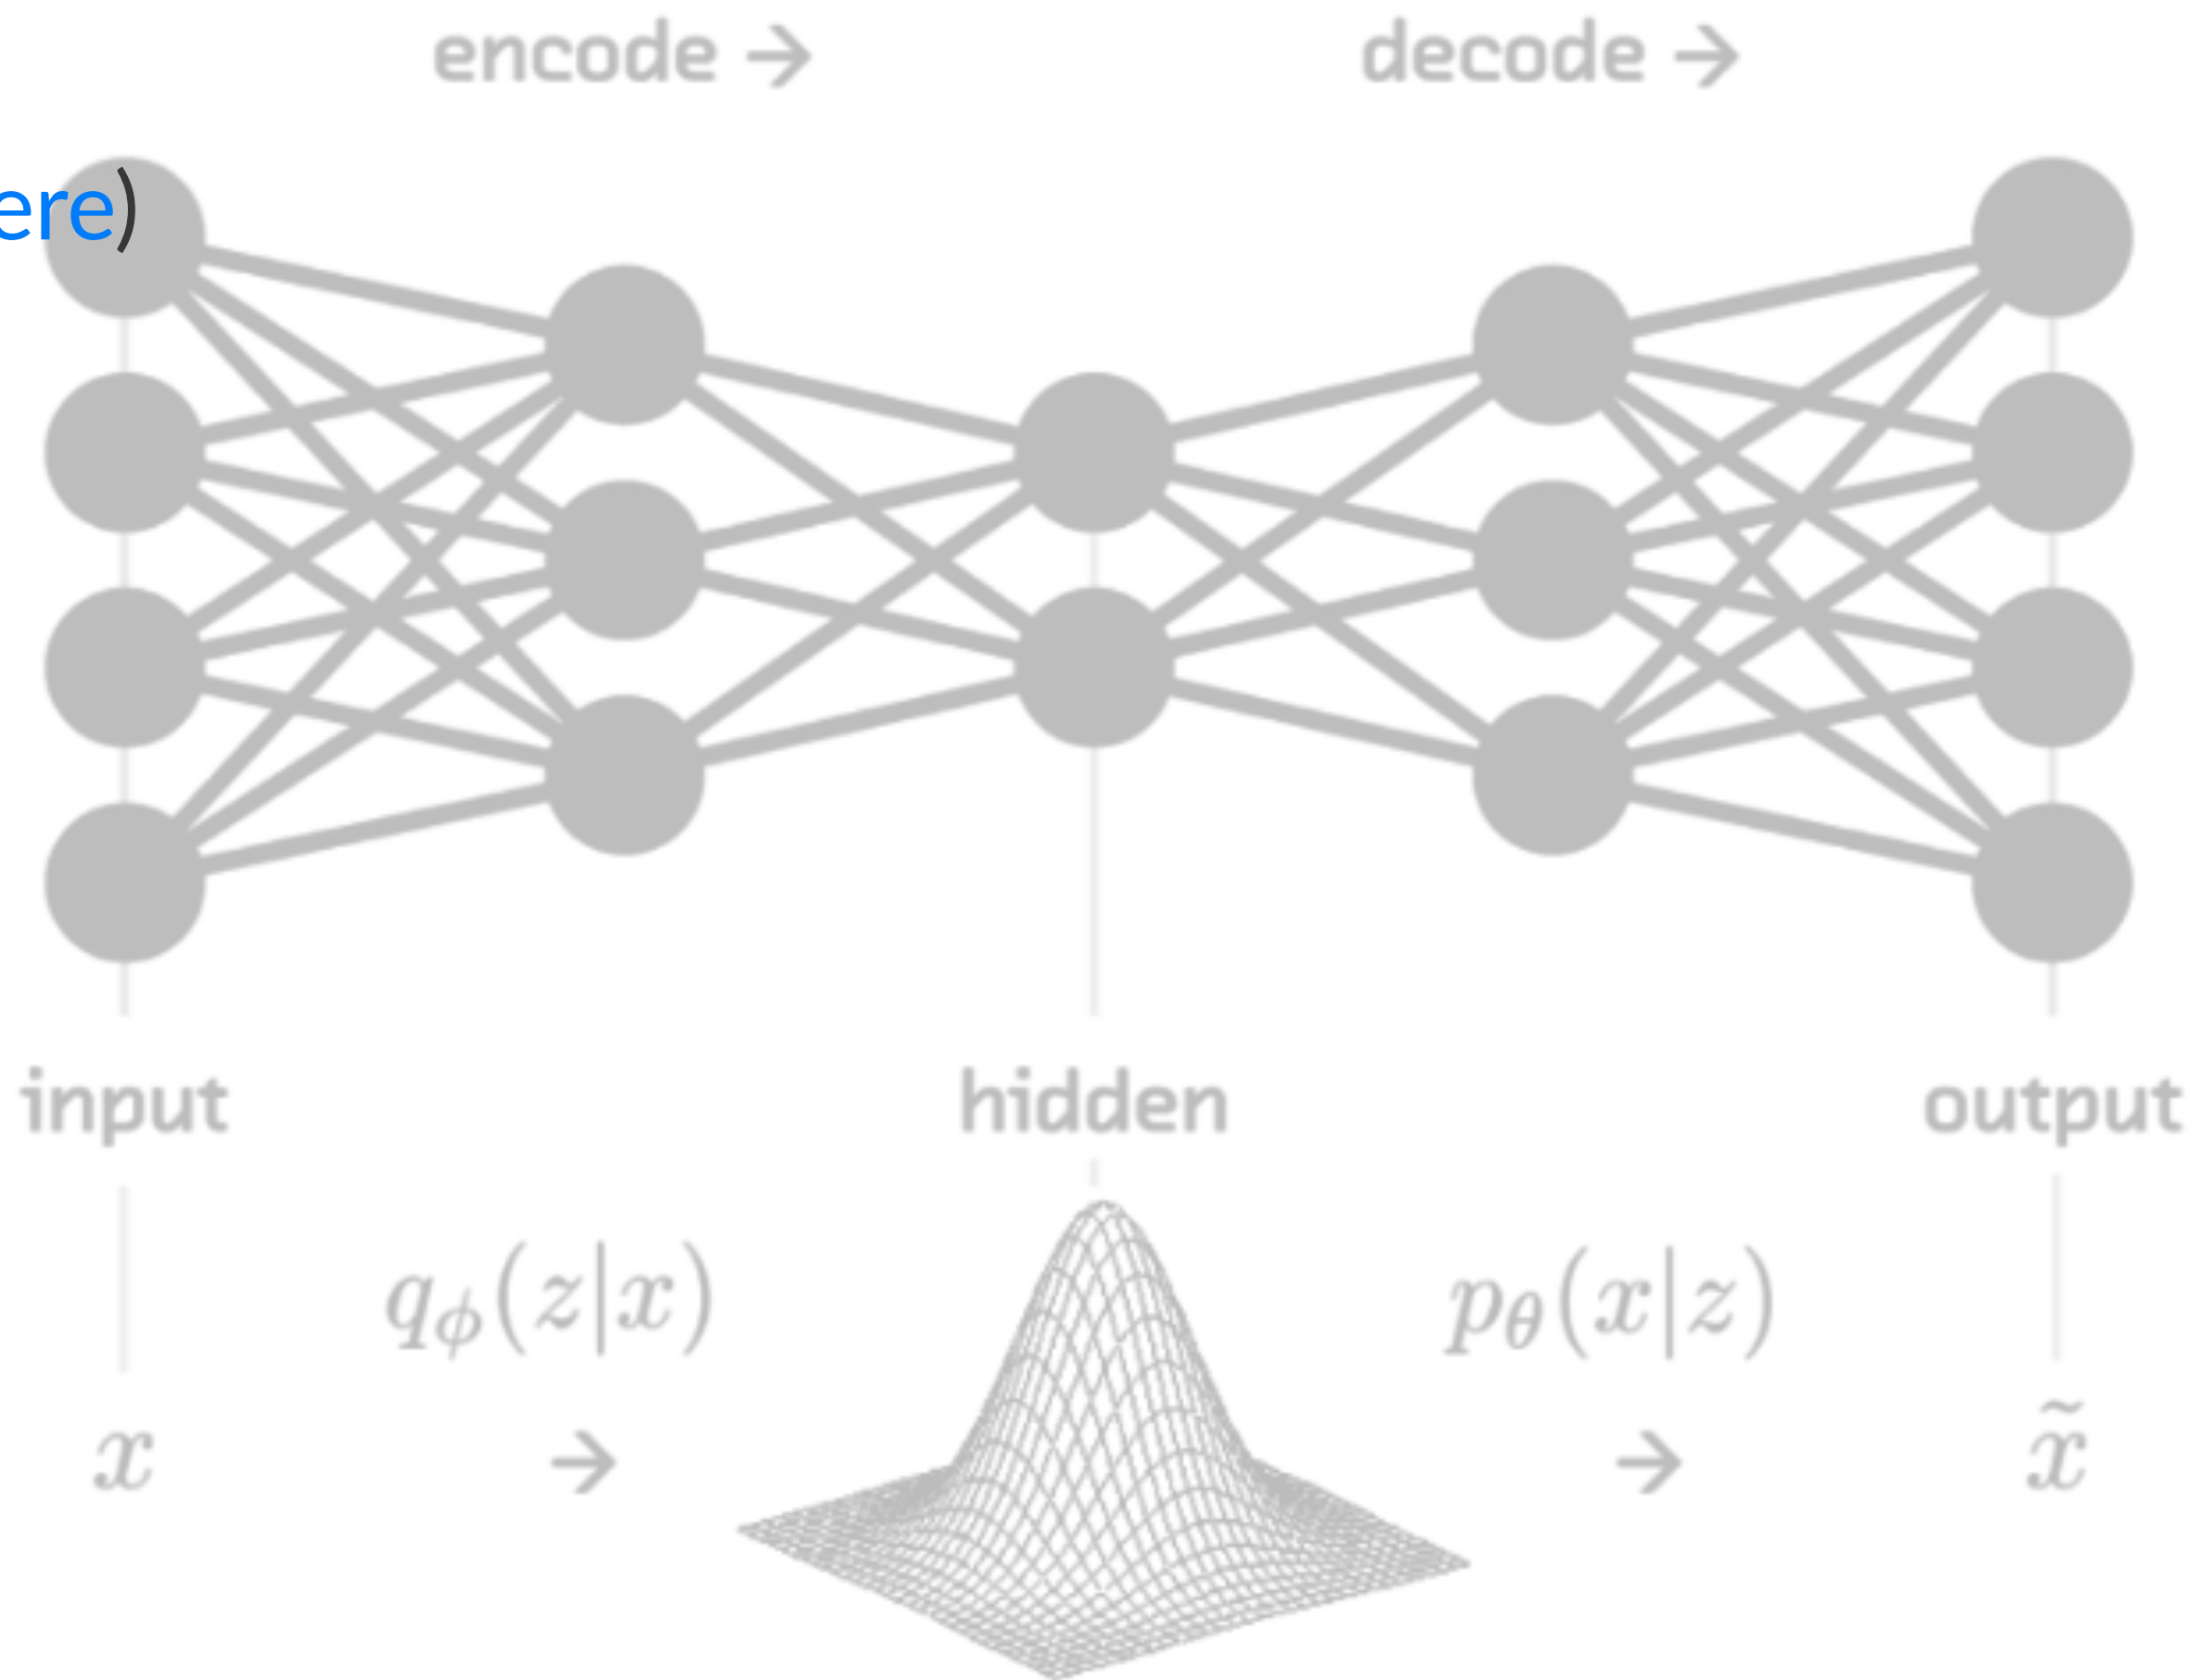 encode → decode →
ere)
input hidden output
qϕ(z|x) pθ(x|z)
x → → x̃